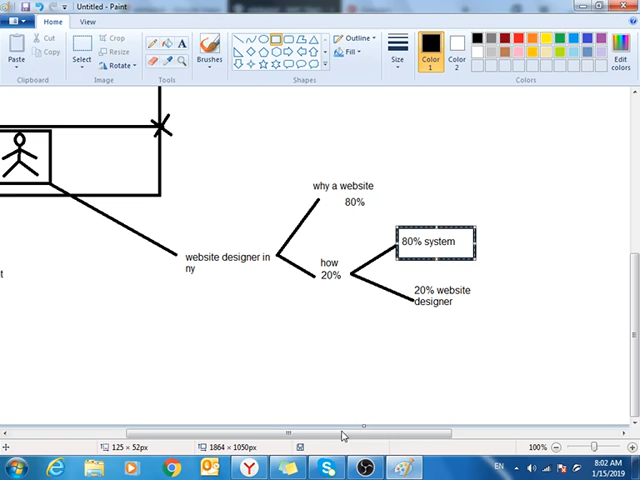 Untitled - Paint
Home
View
Paste
Cut
Copy
Clipboard
Select
Crop
Resize
Rotate
Image
A
Tools
Brushes
Outline
Fill
Shapes
Size
Color
1
Color
2
Edit
colors
Colors
why a website
80%
80% system
website designer in
ny
how
20%
20% website
designer
125 × 52px
1864 × 1050px
100%
EN
8:02 AM
1/15/2019